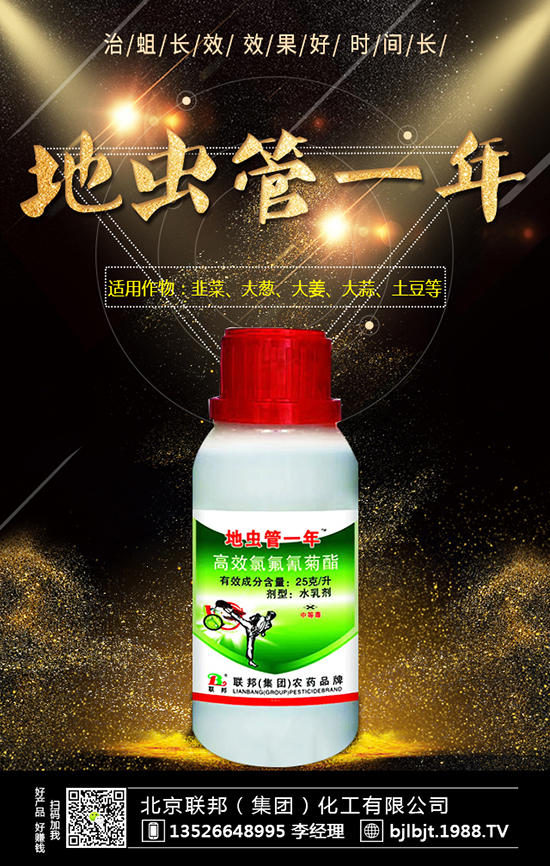 治/蛆/长/效/ 效/果/好/ 时/间/长/
地虫管一年
适用作物：韭菜、大葱、大姜、大蒜、土豆等
地虫管一年™
高效氯氟氰菊酯
有效成分含量：25克/升
剂型：水乳剂
中等毒
联邦
联邦(集团)农药品牌
LIANBANG(GROUP)PESTICIDEBRAND
好产品 好赚钱
扫码加我
北京联邦（集团）化工有限公司
13526648995 李经理
bjlbjt.1988.TV